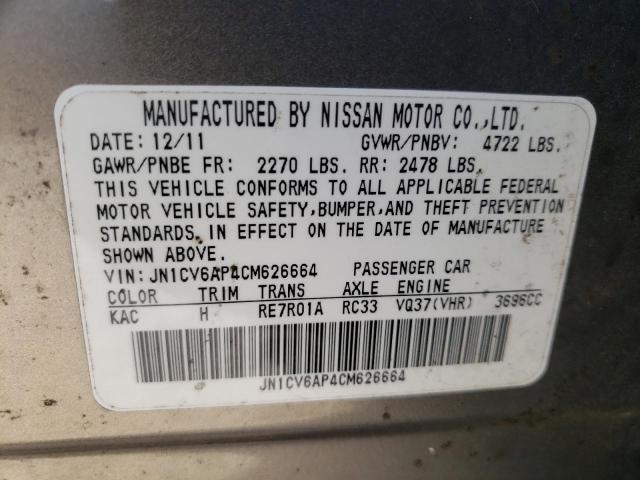 MANUFACTURED BY NISSAN MOTOR CO.,LTD.
DATE: 12/11 GVWR/PNBV: 4722 LBS.
GAWR/PNBE FR: 2270 LBS. RR: 2478 LBS.
THIS VEHICLE CONFORMS TO ALL APPLICABLE FEDERAL
MOTOR VEHICLE SAFETY,BUMPER,AND THEFT PREVENTION
STANDARDS IN EFFECT ON THE DATE OF MANUFACTURE
SHOWN ABOVE.
VIN: JN1CV6AP4CM626664 PASSENGER CAR
COLOR TRIM TRANS AXLE ENGINE
KAC H RE7R01A RC33 VQ37(VHR) 3696CC
JN1CV6AP4CM626664